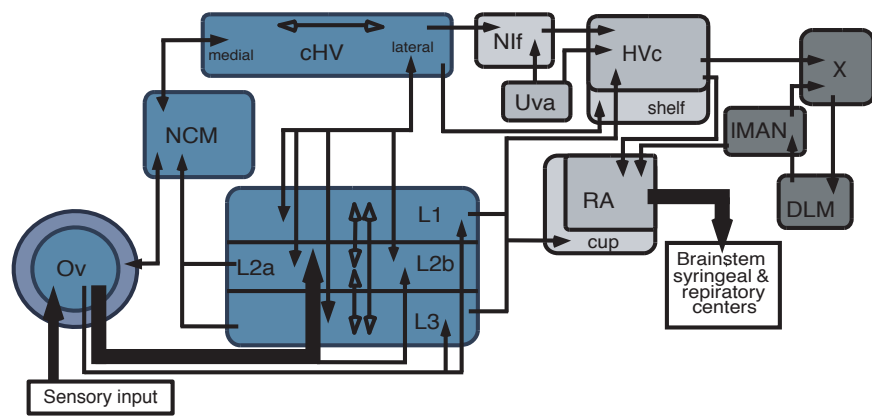 cHV
medial
lateral
NIf
HVc
shelf
Uva
X
lMAN
DLM
NCM
RA
cup
L1
L2a
L2b
L3
Ov
Brainstem
syringeal &
repiratory
centers
Sensory input